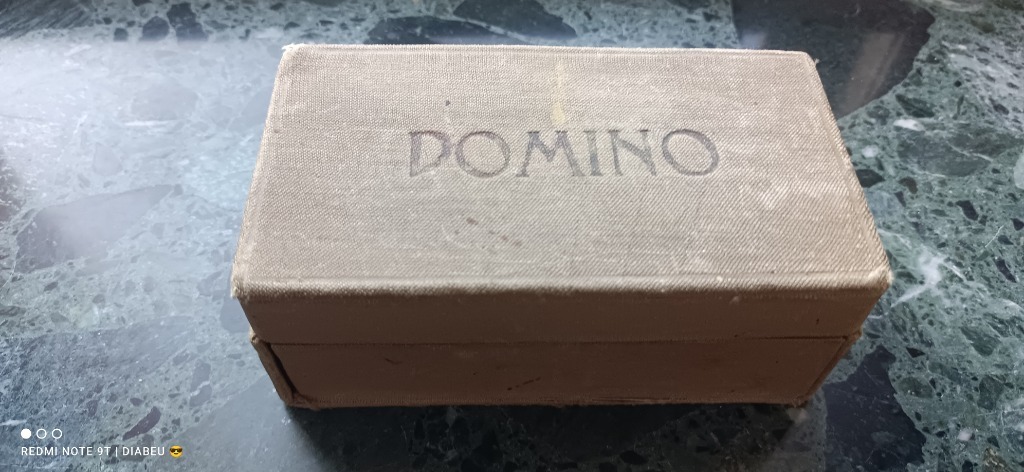 DOMINO
REDMI NOTE 9T | DIABEU 😎